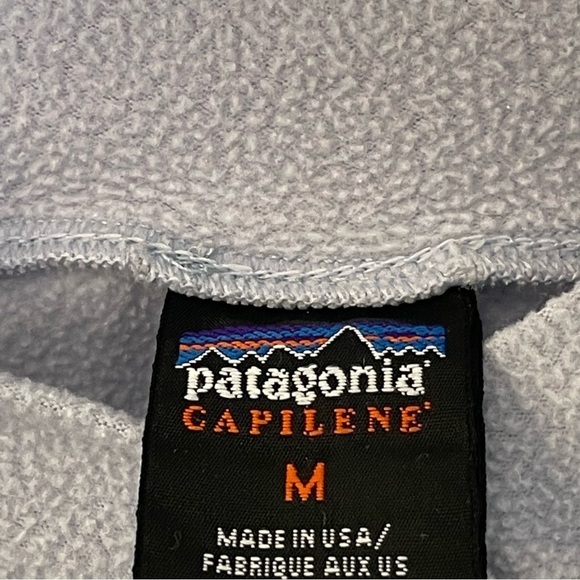 patagonia
CAPILENE
M
MADE IN USA/
FABRIQUE AUX US